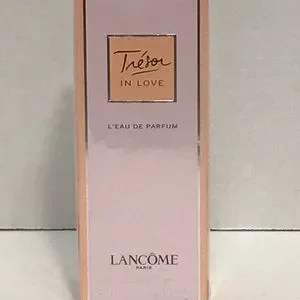 Trésor
IN LOVE
L'EAU DE PARFUM
LANCÔME
PARIS